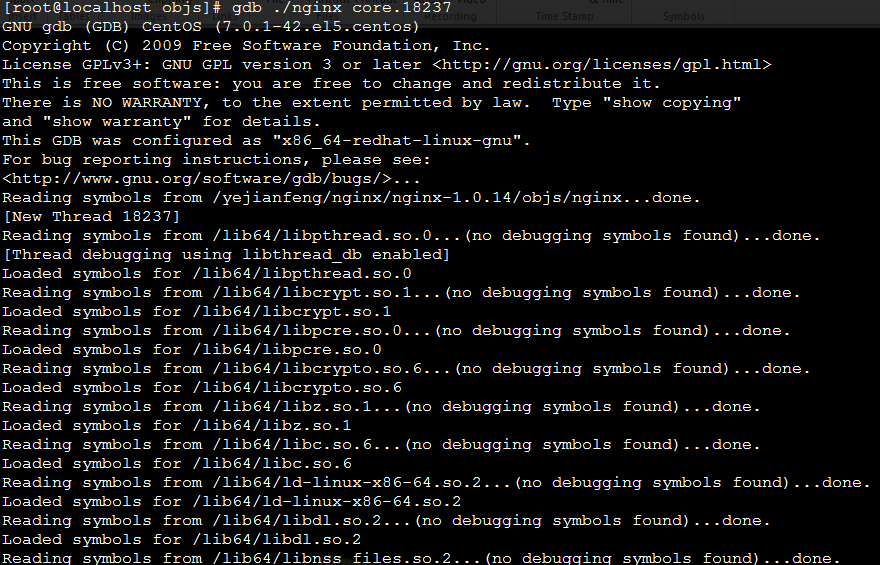 [root@localhost objs]# gdb ./nginx core.18237
Recording
Time Stamp
Symbols
GNU gdb (GDB) CentOS (7.0.1-42.el5.centos)
Copyright (C) 2009 Free Software Foundation, Inc.
License GPLv3+: GNU GPL version 3 or later <http://gnu.org/licenses/gpl.html>
This is free software: you are free to change and redistribute it.
There is NO WARRANTY, to the extent permitted by law.  Type "show copying"
and "show warranty" for details.
This GDB was configured as "x86_64-redhat-linux-gnu".
For bug reporting instructions, please see:
<http://www.gnu.org/software/gdb/bugs/>...
Reading symbols from /yejianfeng/nginx/nginx-1.0.14/objs/nginx...done.
[New Thread 18237]
Reading symbols from /lib64/libpthread.so.0...(no debugging symbols found)...done.
[Thread debugging using libthread_db enabled]
Loaded symbols for /lib64/libpthread.so.0
Reading symbols from /lib64/libcrypt.so.1...(no debugging symbols found)...done.
Loaded symbols for /lib64/libcrypt.so.1
Reading symbols from /lib64/libpcre.so.0...(no debugging symbols found)...done.
Loaded symbols for /lib64/libpcre.so.0
Reading symbols from /lib64/libcrypto.so.6...(no debugging symbols found)...done.
Loaded symbols for /lib64/libcrypto.so.6
Reading symbols from /lib64/libz.so.1...(no debugging symbols found)...done.
Loaded symbols for /lib64/libz.so.1
Reading symbols from /lib64/libc.so.6...(no debugging symbols found)...done.
Loaded symbols for /lib64/libc.so.6
Reading symbols from /lib64/ld-linux-x86-64.so.2...(no debugging symbols found)...done.
Loaded symbols for /lib64/ld-linux-x86-64.so.2
Reading symbols from /lib64/libdl.so.2...(no debugging symbols found)...done.
Loaded symbols for /lib64/libdl.so.2
Reading symbols from /lib64/libnss_files.so.2...(no debugging symbols found)...done.